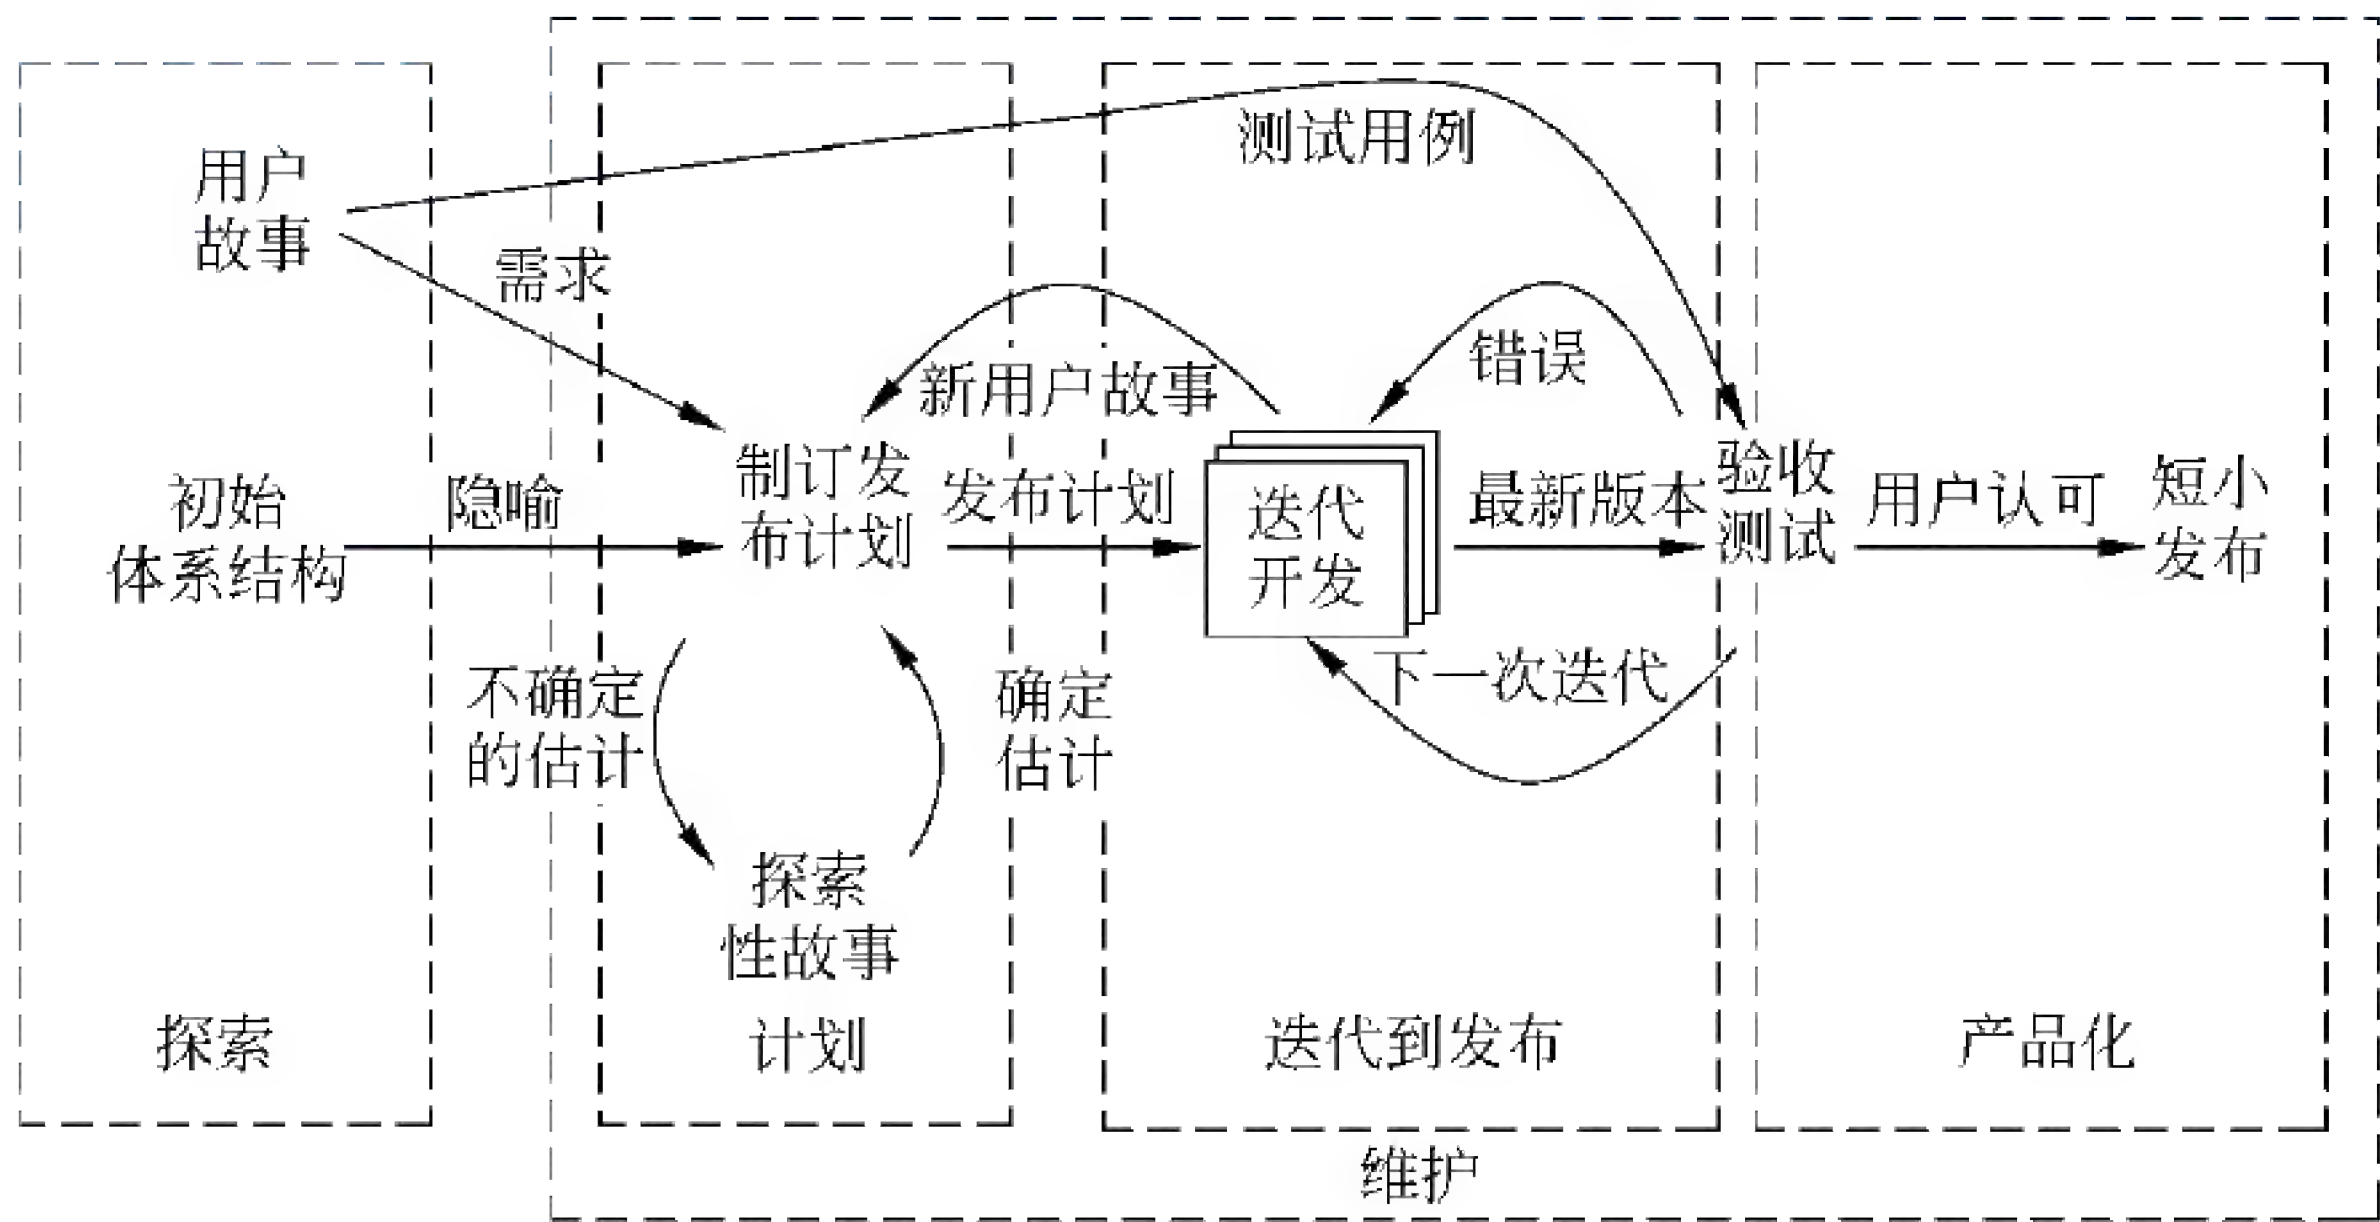 测试用例
用户
故事
需求
错误
新用户故事
制订发
布计划
初始
体系结构
隐喻
发布计划
迭代
开发
最新版本
验收
测试
用户认可
短小
发布
不确定
的估计
确定
估计
下一次迭代
探索
性故事
探索
计划
迭代到发布
产品化
维护